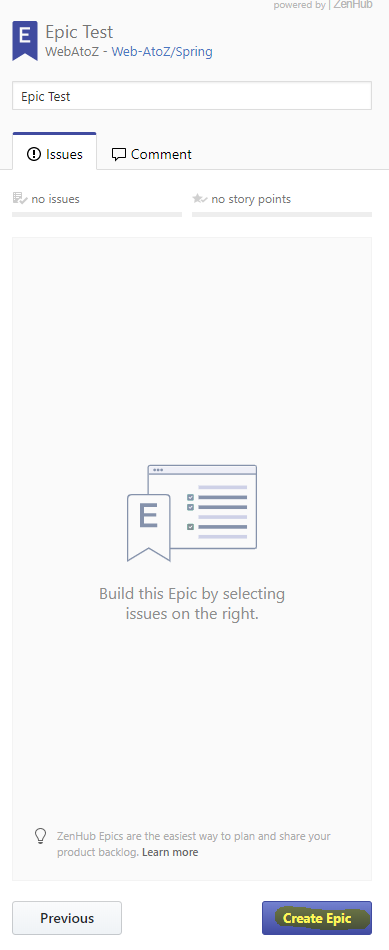 powered by | ZenHub
E
Epic Test
WebAtoZ - Web-AtoZ/Spring
Epic Test
Issues
Comment
no issues
no story points
E
Build this Epic by selecting
issues on the right.
ZenHub Epics are the easiest way to plan and share your
product backlog. Learn more
Previous
Create Epic